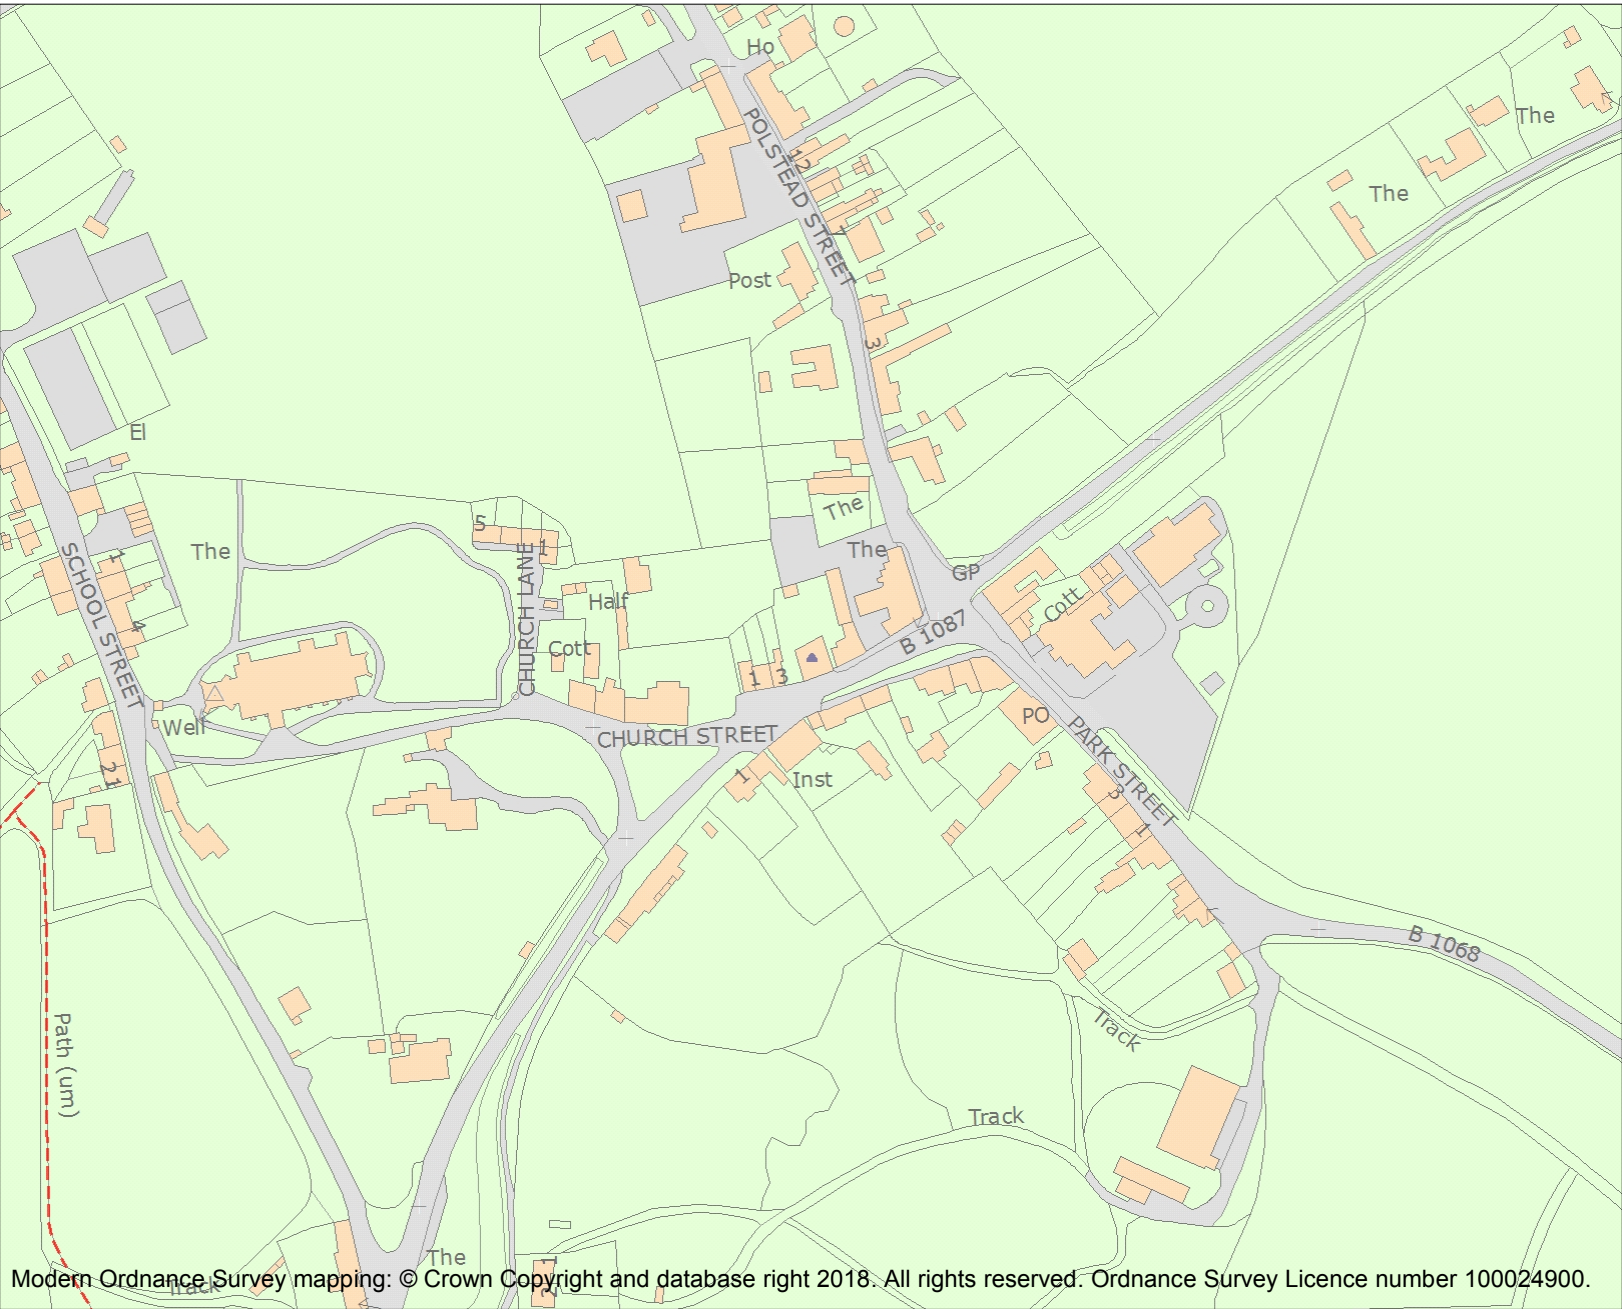 Ho
The
POLSTEAD STREET
12
The
7
Post
3
El
5
The
The
1
The
GP
1
SCHOOL STREET
CHURCH LANE
Half
Cott
4
B 1087
Cott
1 3
Well
PO
CHURCH STREET
PARK STREET
1
Inst
21
3
1
B 1068
Path (um)
Track
Track
The
Track
Modern Ordnance Survey mapping: © Crown Copyright and database right 2018. All rights reserved. Ordnance Survey Licence number 100024900.